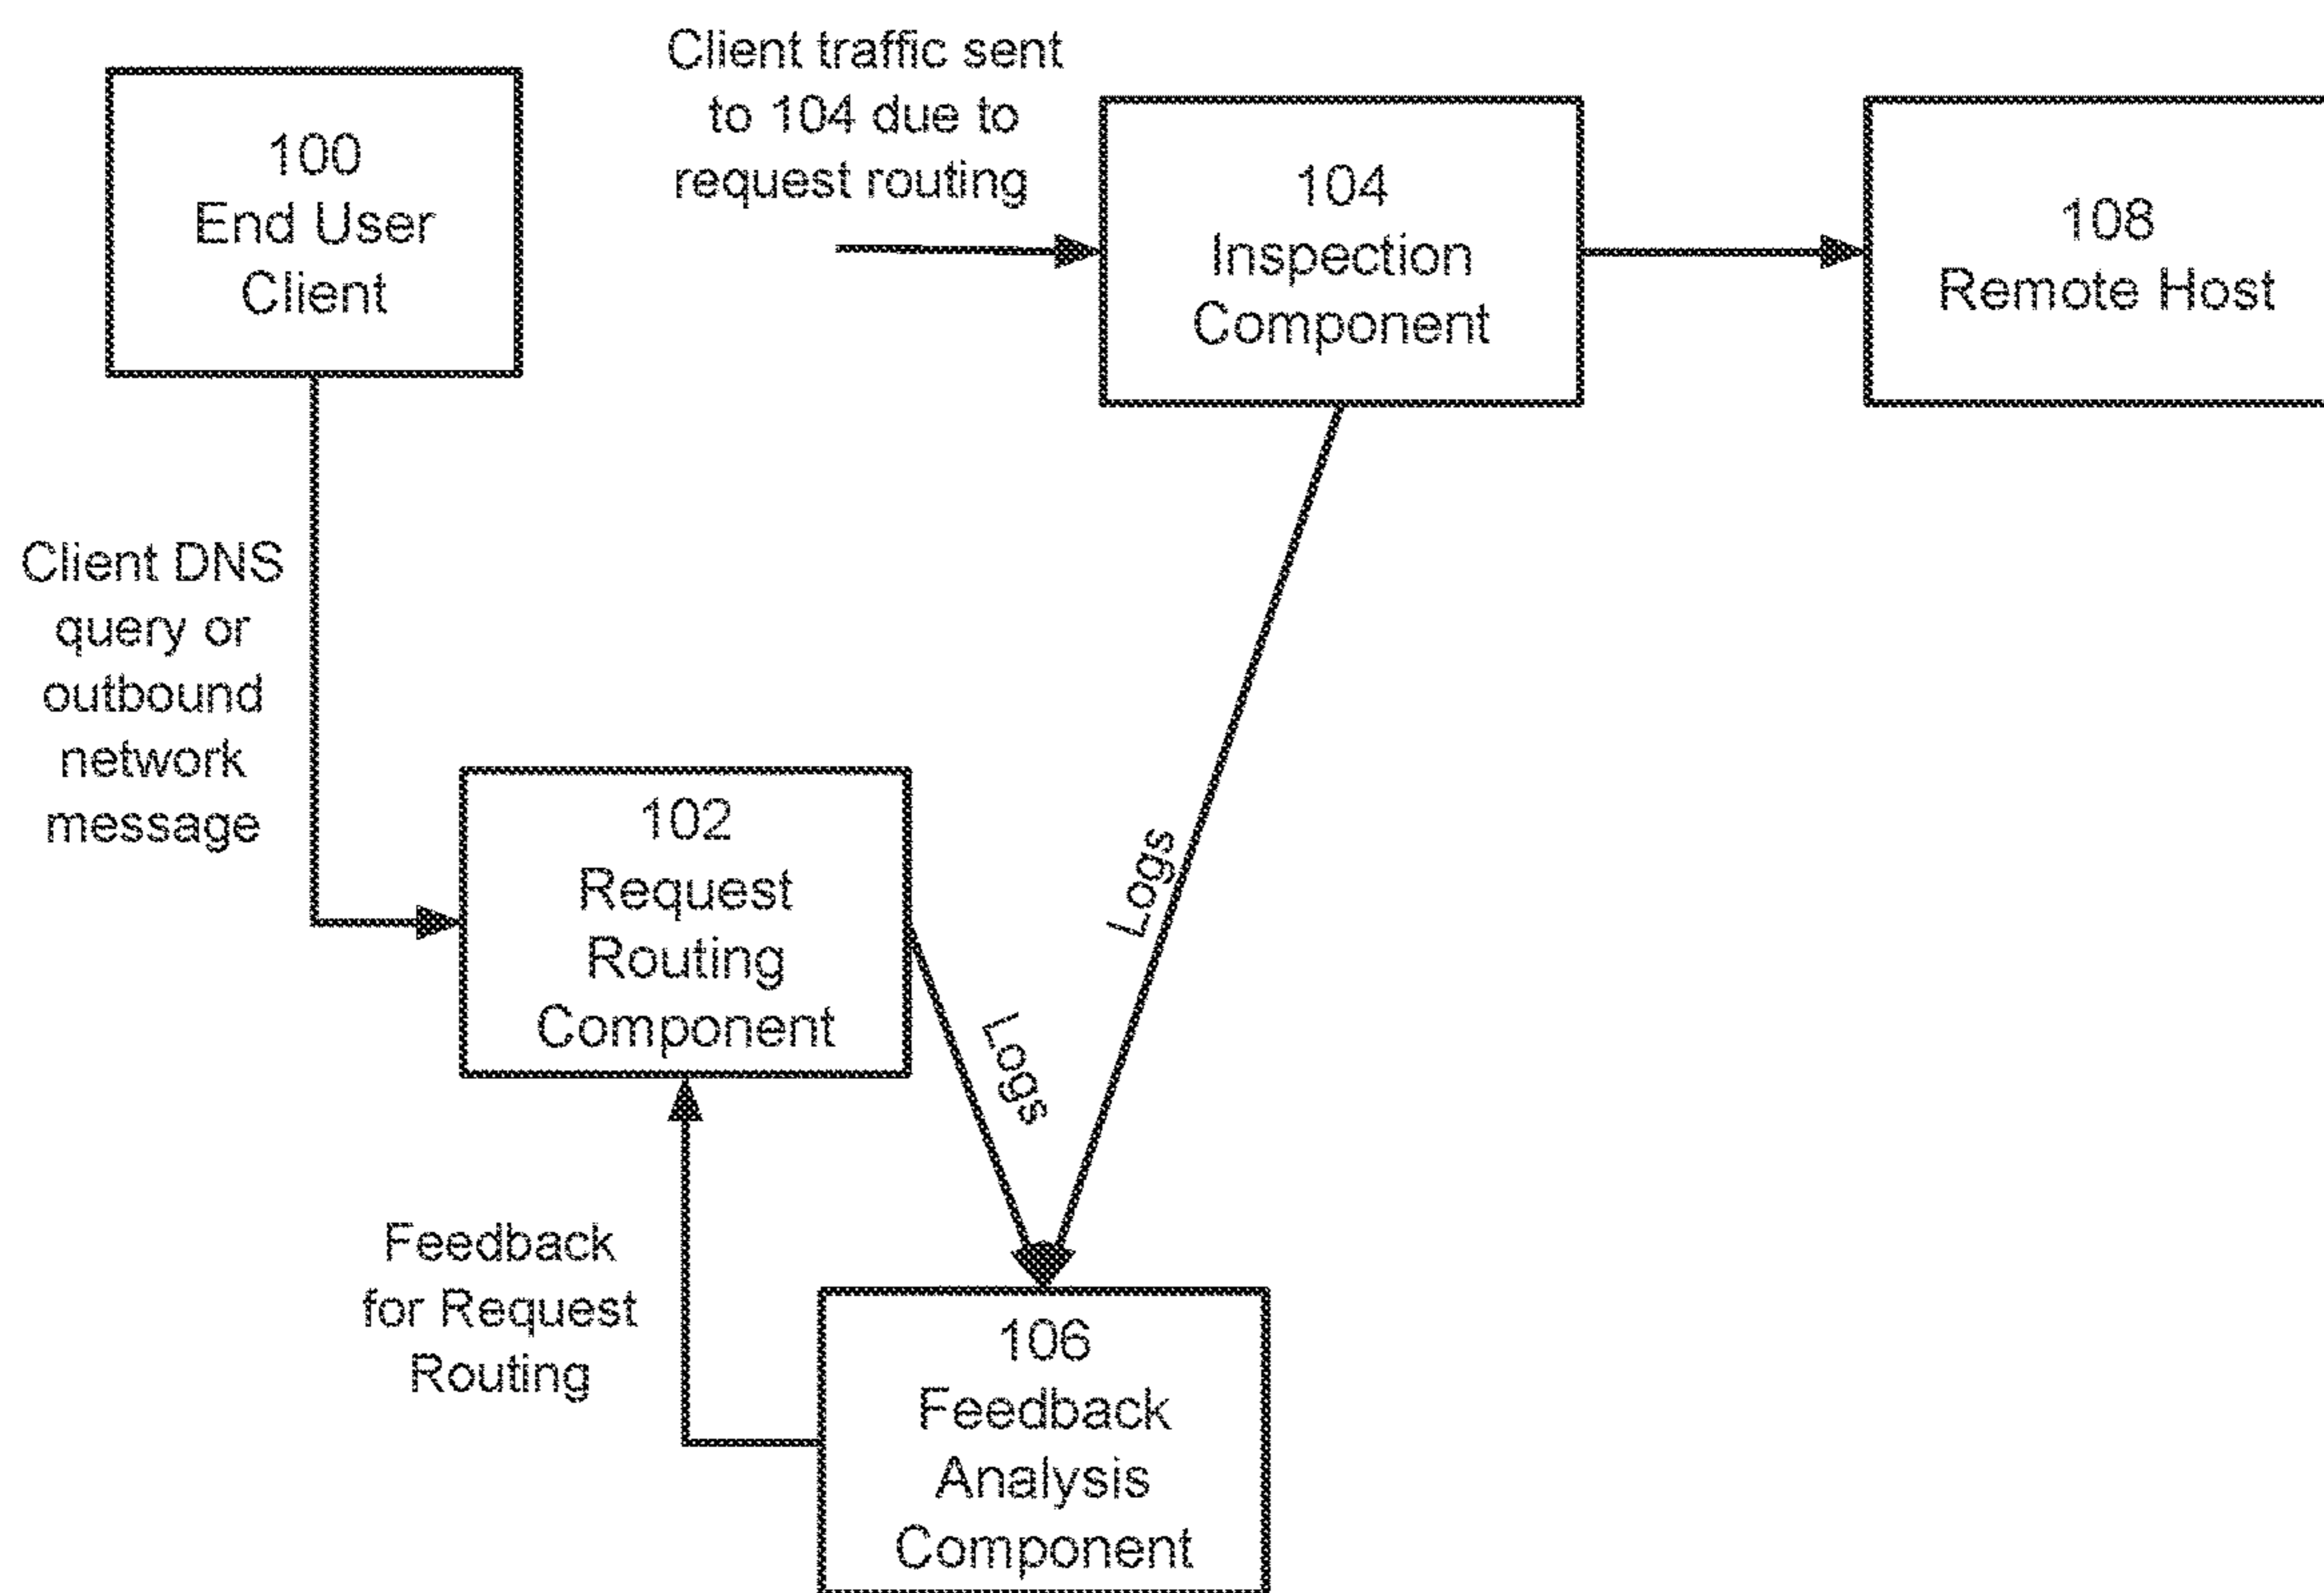 100
End User
Client
Client traffic sent
to 104 due to
request routing
104
Inspection
Component
108
Remote Host
Client DNS
query or
outbound
network
message
102
Request
Routing
Component
Logs
Logs
Feedback
for Request
Routing
106
Feedback
Analysis
Component